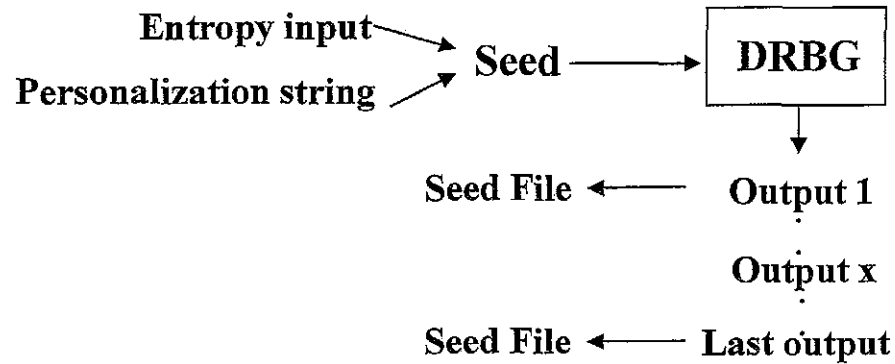 Entropy input
Personalization string
Seed
DRBG
Seed File
Output 1
Output x
Seed File
Last output